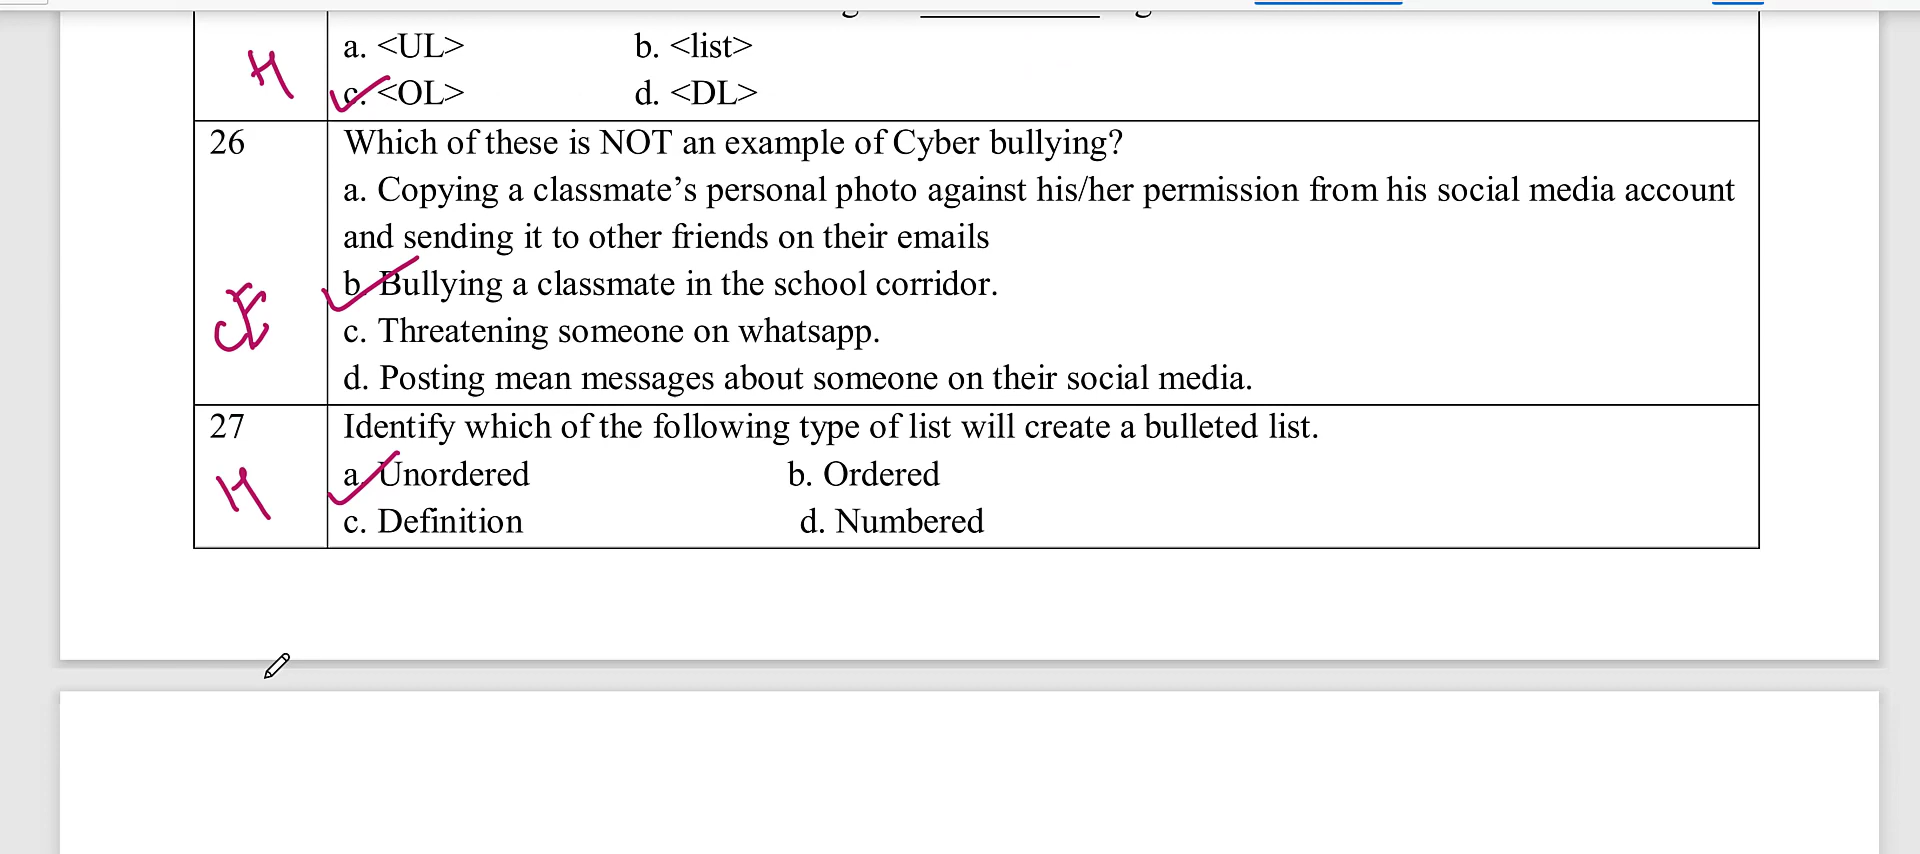 a. <UL> b. <list>
H
c. <OL> d. <DL>
26 Which of these is NOT an example of Cyber bullying?
a. Copying a classmate’s personal photo against his/her permission from his social media account
and sending it to other friends on their emails
b. Bullying a classmate in the school corridor.
CE
c. Threatening someone on whatsapp.
d. Posting mean messages about someone on their social media.
27 Identify which of the following type of list will create a bulleted list.
a. Unordered b. Ordered
H
c. Definition d. Numbered